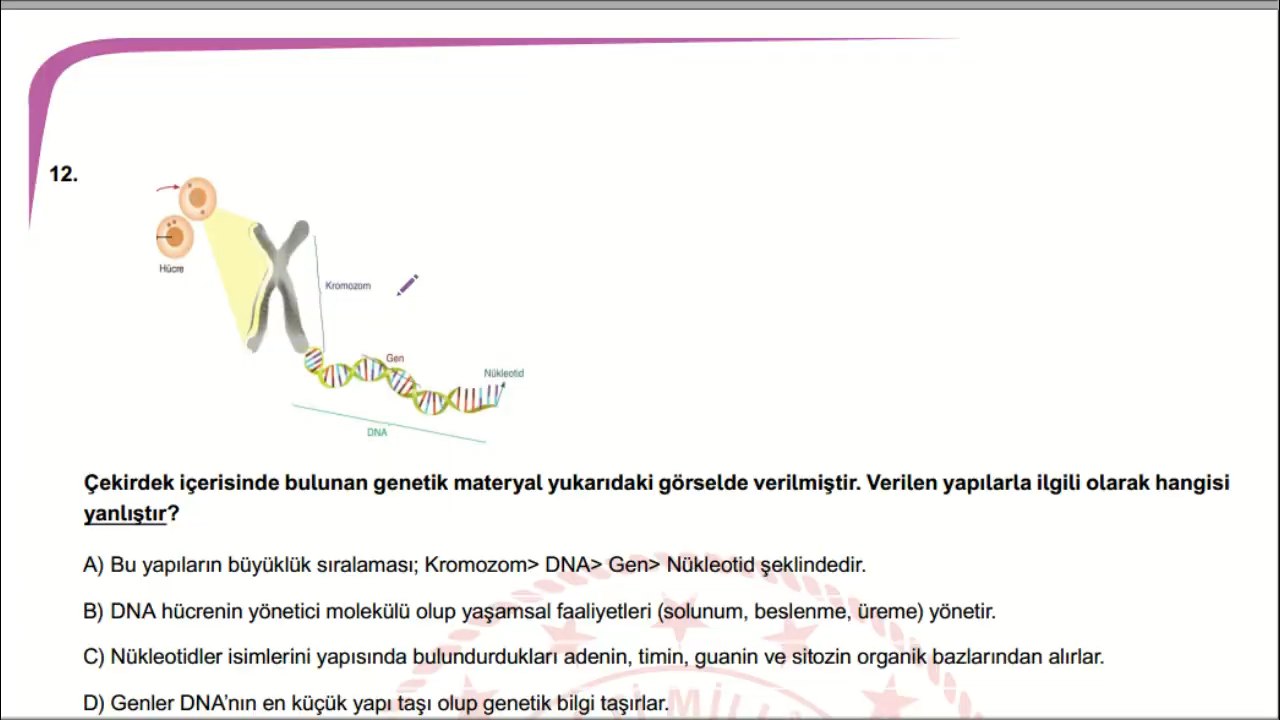 12.
Hücre
Kromozom
Gen
Nükleotid
DNA
Çekirdek içerisinde bulunan genetik materyal yukarıdaki görselde verilmiştir. Verilen yapılarla ilgili olarak hangisi
yanlıştır?
A) Bu yapıların büyüklük sıralaması; Kromozom> DNA> Gen> Nükleotid şeklindedir.
B) DNA hücrenin yönetici molekülü olup yaşamsal faaliyetleri (solunum, beslenme, üreme) yönetir.
C) Nükleotidler isimlerini yapısında bulundurdukları adenin, timin, guanin ve sitozin organik bazlarından alırlar.
D) Genler DNA’nın en küçük yapı taşı olup genetik bilgi taşırlar.